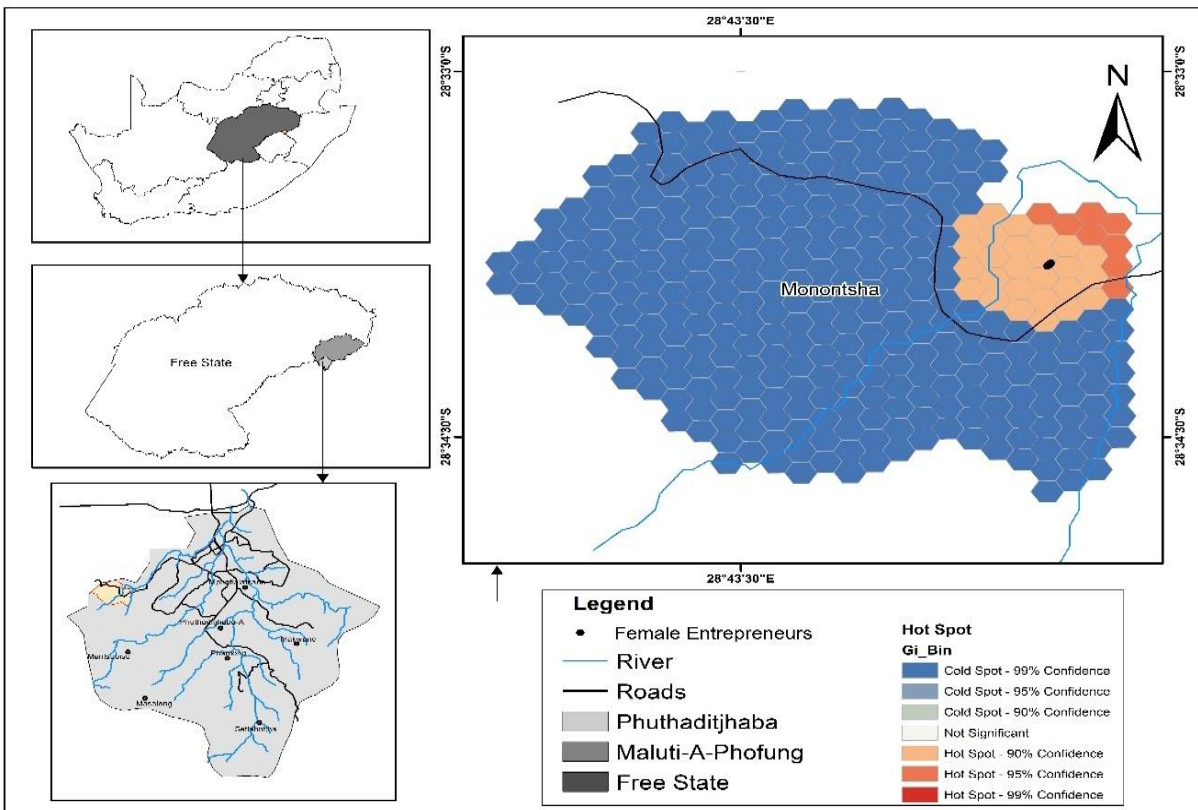 28°43'30"E
28°33'0"S
28°33'0"S
N
Monontsha
28°34'30"S
28°34'30"S
28°43'30"E
Free State
Phuthaditjhaba-A
Makwane
Legend
Female Entrepreneurs
River
Roads
Phuthaditjhaba
Maluti-A-Phofung
Free State
Hot Spot
Gi_Bin
Cold Spot - 99% Confidence
Cold Spot - 95% Confidence
Cold Spot - 90% Confidence
Not Significant
Hot Spot - 90% Confidence
Hot Spot - 95% Confidence
Hot Spot - 99% Confidence